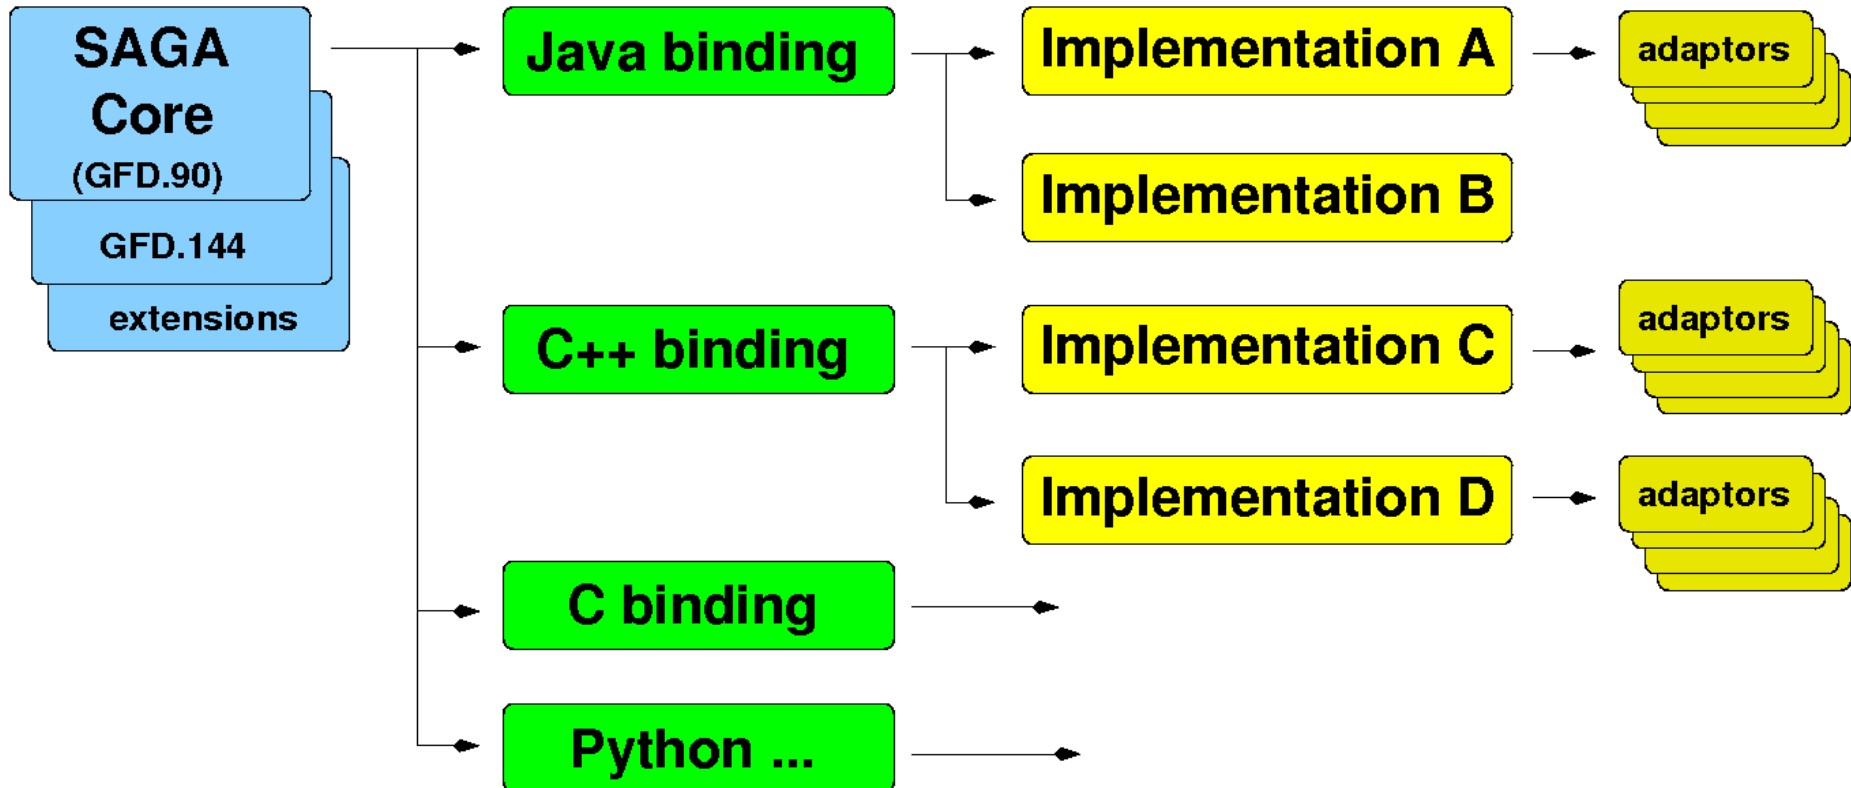 SAGA
Core
(GFD.90)
GFD.144
extensions
Java binding
Implementation A
adaptors
Implementation B
C++ binding
Implementation C
adaptors
Implementation D
adaptors
C binding
Python ...